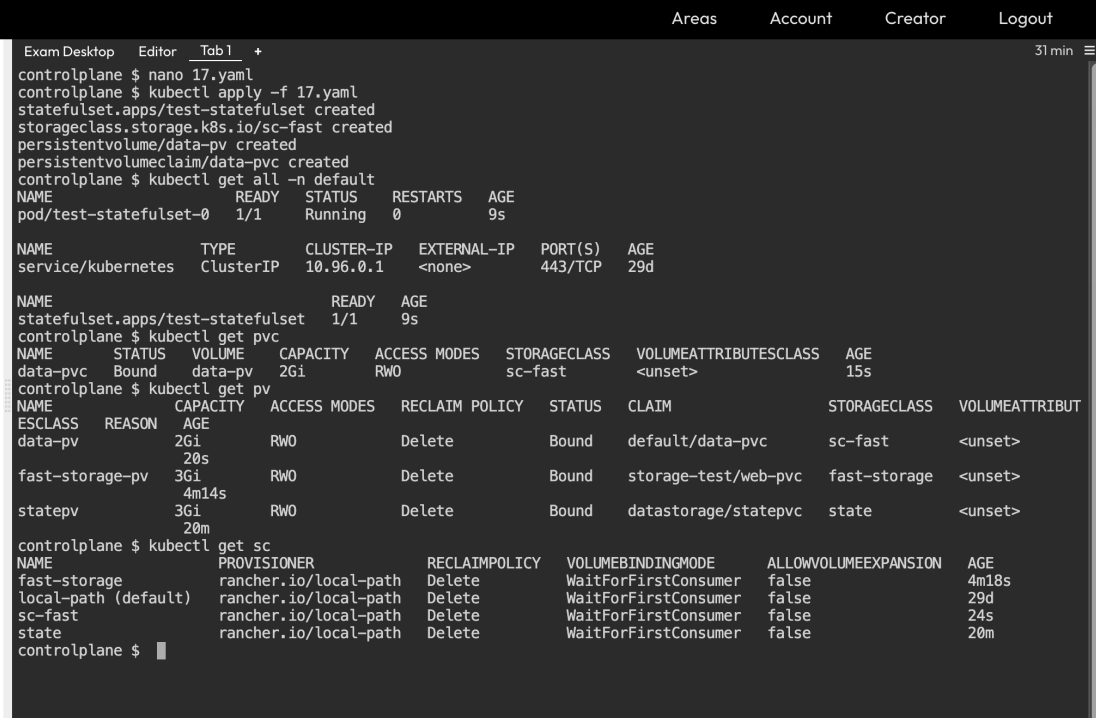 Areas Account Creator Logout
Exam Desktop Editor Tab 1 + 31 min
controlplane $ nano 17.yaml
controlplane $ kubectl apply -f 17.yaml
statefulset.apps/test-statefulset created
storageclass.storage.k8s.io/sc-fast created
persistentvolume/data-pv created
persistentvolumeclaim/data-pvc created
controlplane $ kubectl get all -n default
NAME READY STATUS RESTARTS AGE
pod/test-statefulset-0 1/1 Running 0 9s
NAME TYPE CLUSTER-IP EXTERNAL-IP PORT(S) AGE
service/kubernetes ClusterIP 10.96.0.1 <none> 443/TCP 29d
NAME READY AGE
statefulset.apps/test-statefulset 1/1 9s
controlplane $ kubectl get pvc
NAME STATUS VOLUME CAPACITY ACCESS MODES STORAGECLASS VOLUMEATTRIBUTESCLASS AGE
data-pvc Bound data-pv 2Gi RWO sc-fast <unset> 15s
controlplane $ kubectl get pv
NAME CAPACITY ACCESS MODES RECLAIM POLICY STATUS CLAIM STORAGECLASS VOLUMEATTRIBUT
ESCLASS REASON AGE
data-pv 2Gi RWO Delete Bound default/data-pvc sc-fast <unset>
20s
fast-storage-pv 3Gi RWO Delete Bound storage-test/web-pvc fast-storage <unset>
4m14s
statepv 3Gi RWO Delete Bound datastorage/statepvc state <unset>
20m
controlplane $ kubectl get sc
NAME PROVISIONER RECLAIMPOLICY VOLUMEBINDINGMODE ALLOWVOLUMEEXPANSION AGE
fast-storage rancher.io/local-path Delete WaitForFirstConsumer false 4m18s
local-path (default) rancher.io/local-path Delete WaitForFirstConsumer false 29d
sc-fast rancher.io/local-path Delete WaitForFirstConsumer false 24s
state rancher.io/local-path Delete WaitForFirstConsumer false 20m
controlplane $